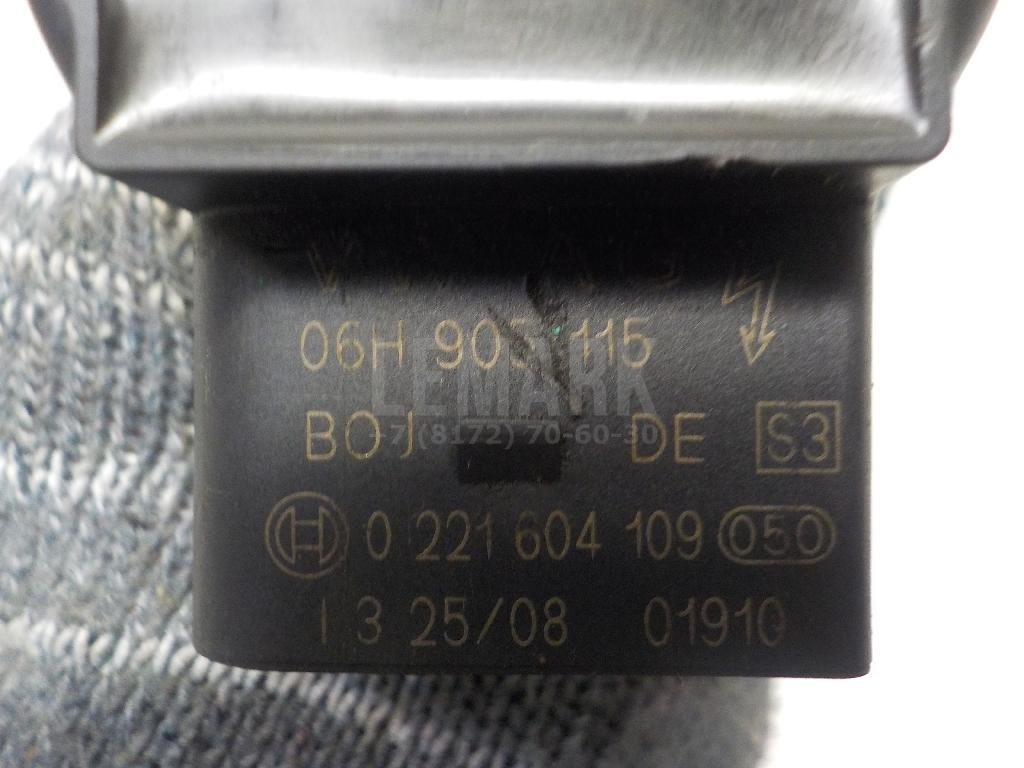 06H 905 115
LEMARK
BOJ DE S3
+7 (8172) 70-60-30
0 221 604 109 050
1 3 25/08 01910